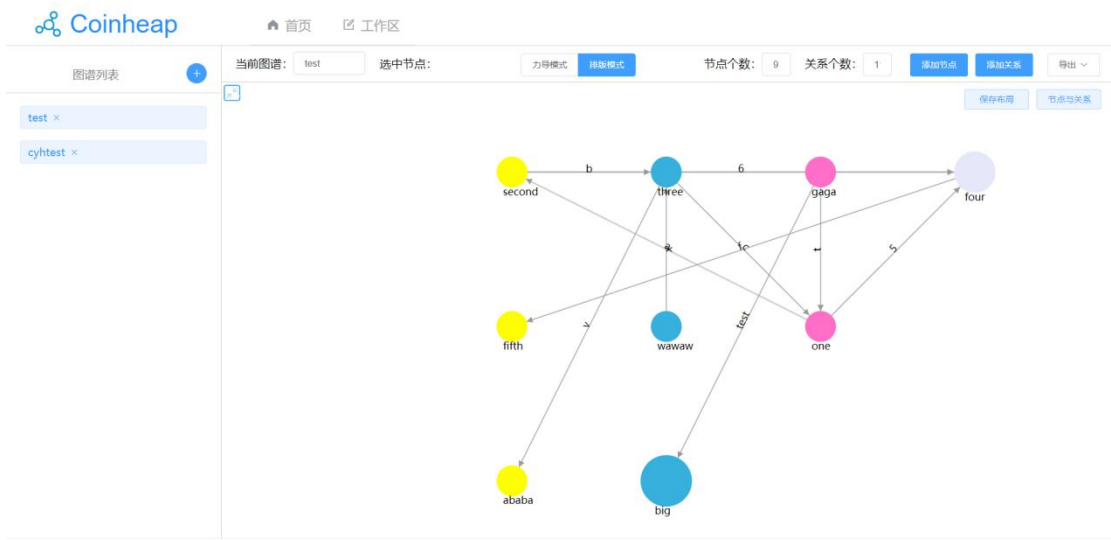 Coinheap
首页 工作区
图谱列表
当前图谱： test 选中节点： 力导模式 排版模式 节点个数： 9 关系个数： 1 添加节点 添加关系 导出
保存布局 节点与关系
test ×
cyhtest ×
b 6
second three gaga four
f c t 5
v test
fifth wawaw one
ababa big